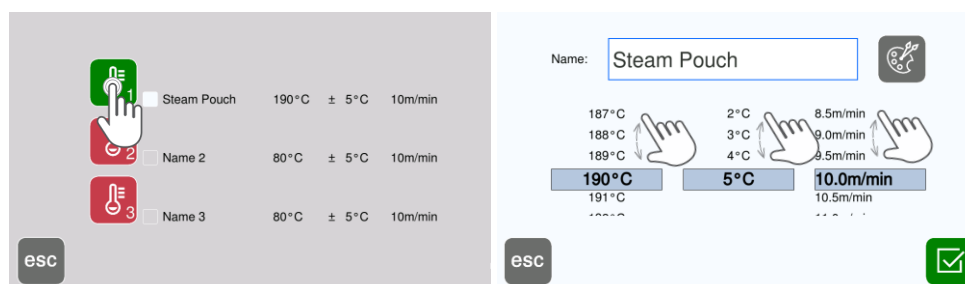 1
Steam Pouch 190°C ± 5°C 10m/min
2
Name 2 80°C ± 5°C 10m/min
3
Name 3 80°C ± 5°C 10m/min
esc
Name: Steam Pouch
187°C 2°C 8.5m/min
188°C 3°C 9.0m/min
189°C 4°C 9.5m/min
190°C 5°C 10.0m/min
191°C 10.5m/min
esc